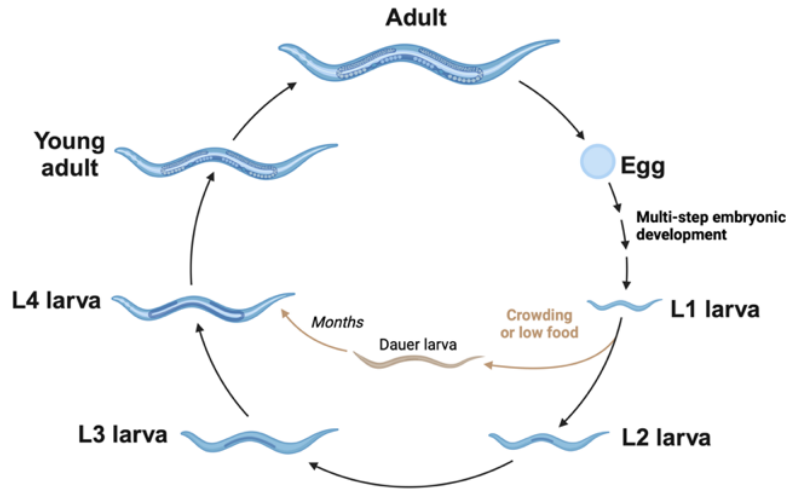 Adult
Young
adult
Egg
Multi-step embryonic
development
L4 larva
L1 larva
Crowding
or low food
Months
Dauer larva
L3 larva
L2 larva